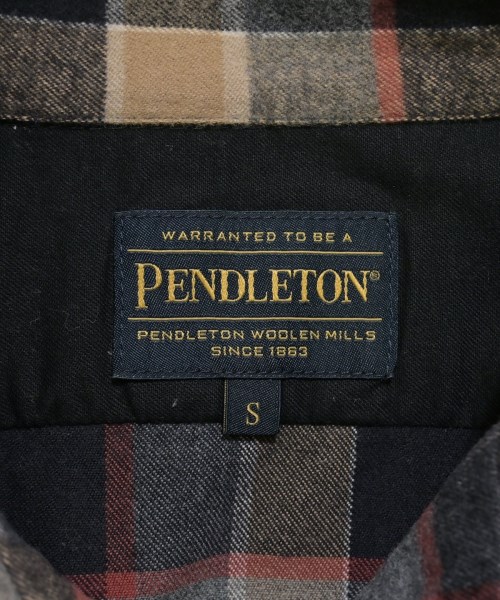 WARRANTED TO BE A
PENDLETON®
PENDLETON WOOLEN MILLS
SINCE 1863
S